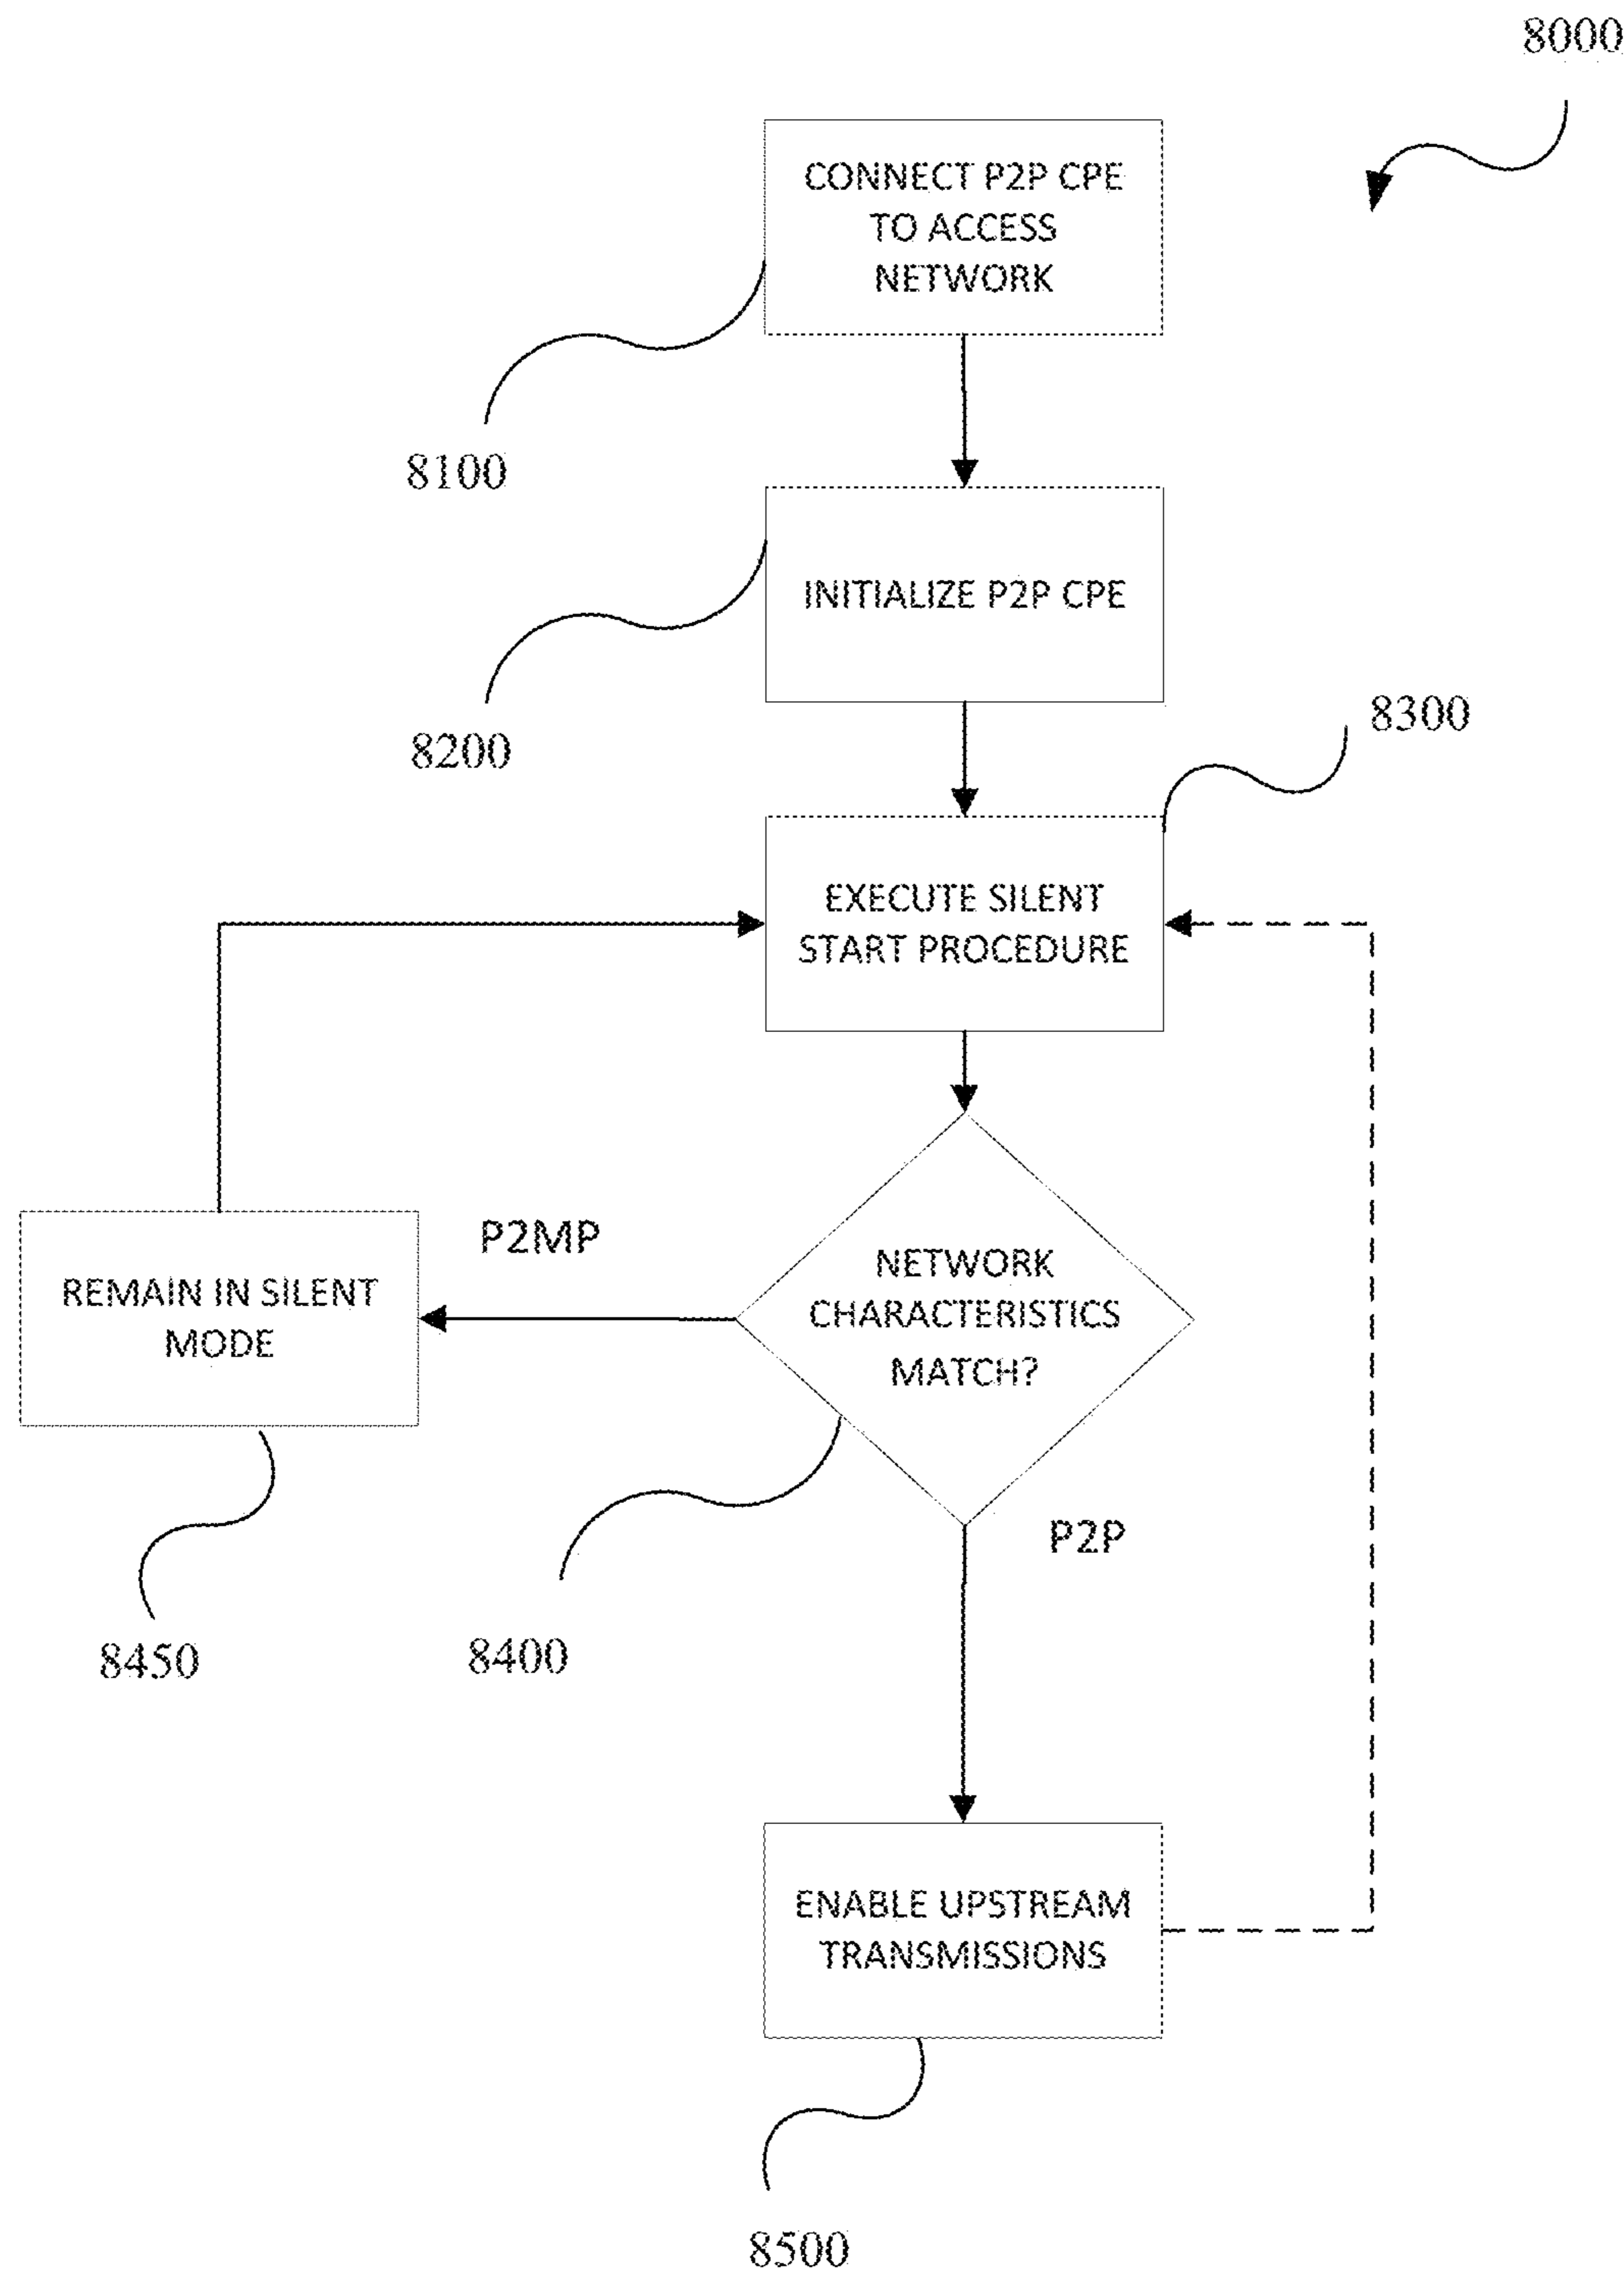 8000
CONNECT P2P CPE
TO ACCESS
NETWORK
8100
INITIALIZE P2P CPE
8200
8300
EXECUTE SILENT
START PROCEDURE
P2MP
REMAIN IN SILENT
MODE
NETWORK
CHARACTERISTICS
MATCH?
P2P
8450
8400
ENABLE UPSTREAM
TRANSMISSIONS
8500